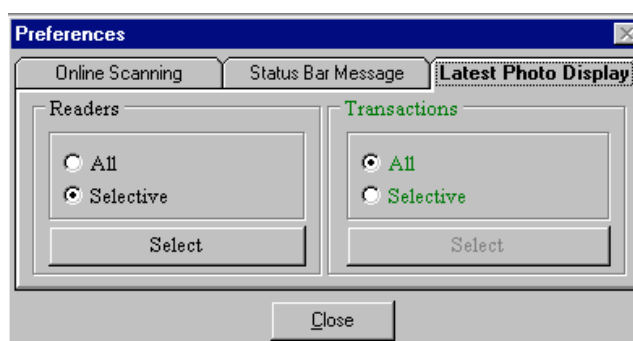 Preferences
Online Scanning Status Bar Message Latest Photo Display
Readers Transactions
All All
Selective Selective
Select Select
Close